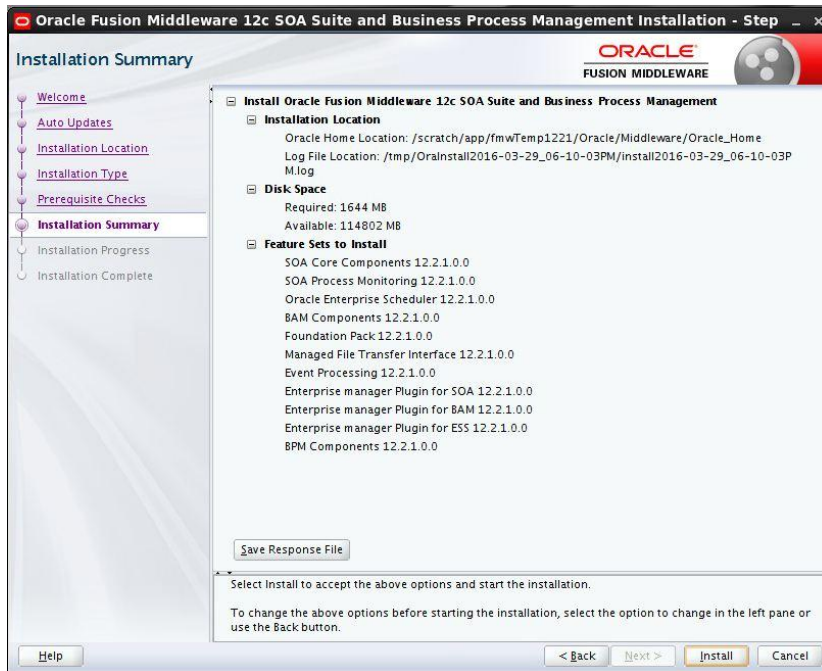 Oracle Fusion Middleware 12c SOA Suite and Business Process Management Installation - Step
Installation Summary
ORACLE
FUSION MIDDLEWARE
Welcome
Auto Updates
Installation Location
Installation Type
Prerequisite Checks
Installation Summary
Installation Progress
Installation Complete
Install Oracle Fusion Middleware 12c SOA Suite and Business Process Management
Installation Location
Oracle Home Location: /scratch/app/fmwTemp1221/Oracle/Middleware/Oracle_Home
Log File Location: /tmp/OraInstall2016-03-29_06-10-03PM/install2016-03-29_06-10-03P
M.log
Disk Space
Required: 1644 MB
Available: 114802 MB
Feature Sets to Install
SOA Core Components 12.2.1.0.0
SOA Process Monitoring 12.2.1.0.0
Oracle Enterprise Scheduler 12.2.1.0.0
BAM Components 12.2.1.0.0
Foundation Pack 12.2.1.0.0
Managed File Transfer Interface 12.2.1.0.0
Event Processing 12.2.1.0.0
Enterprise manager Plugin for SOA 12.2.1.0.0
Enterprise manager Plugin for BAM 12.2.1.0.0
Enterprise manager Plugin for ESS 12.2.1.0.0
BPM Components 12.2.1.0.0
Save Response File
Select Install to accept the above options and start the installation.
To change the above options before starting the installation, select the option to change in the left pane or
use the Back button.
Help
< Back
Next >
Install
Cancel